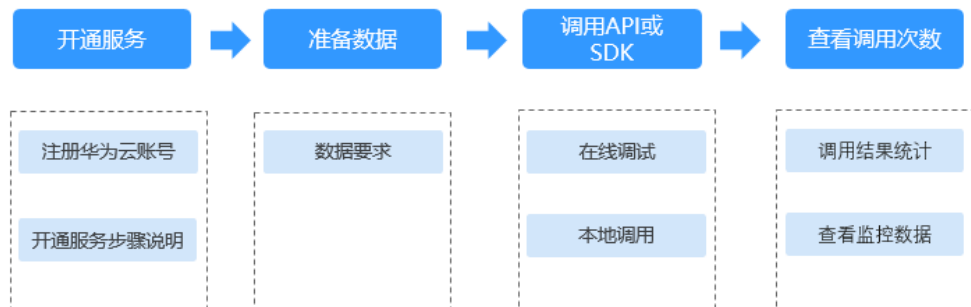 开通服务
准备数据
调用API或
SDK
查看调用次数
注册华为云账号
数据要求
在线调试
调用结果统计
开通服务步骤说明
本地调用
查看监控数据